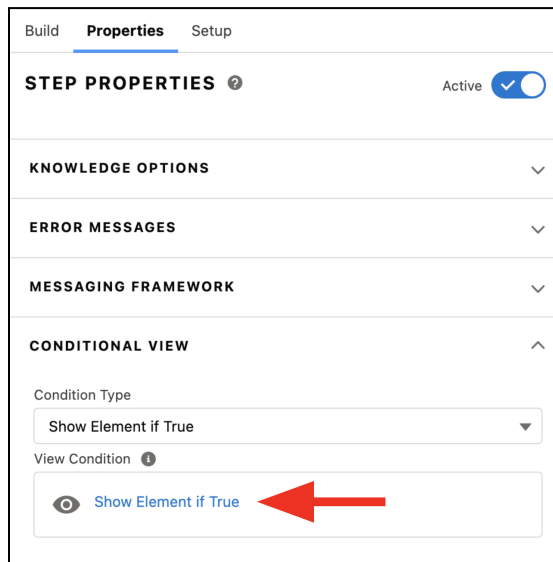 Build Properties Setup
STEP PROPERTIES ?
Active
KNOWLEDGE OPTIONS
ERROR MESSAGES
MESSAGING FRAMEWORK
CONDITIONAL VIEW
Condition Type
Show Element if True
View Condition i
Show Element if True